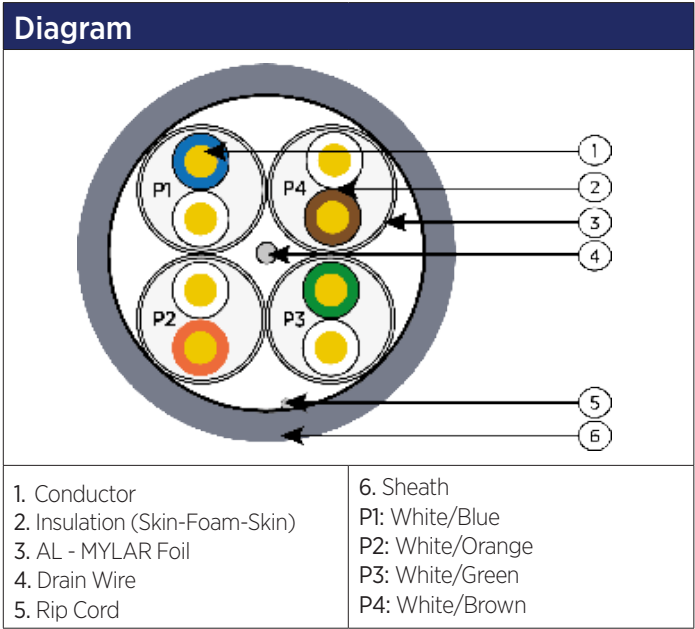 Diagram
P1
P4
P2
P3
1
2
3
4
5
6
1. Conductor
2. Insulation (Skin-Foam-Skin)
3. AL - MYLAR Foil
4. Drain Wire
5. Rip Cord
6. Sheath
P1: White/Blue
P2: White/Orange
P3: White/Green
P4: White/Brown